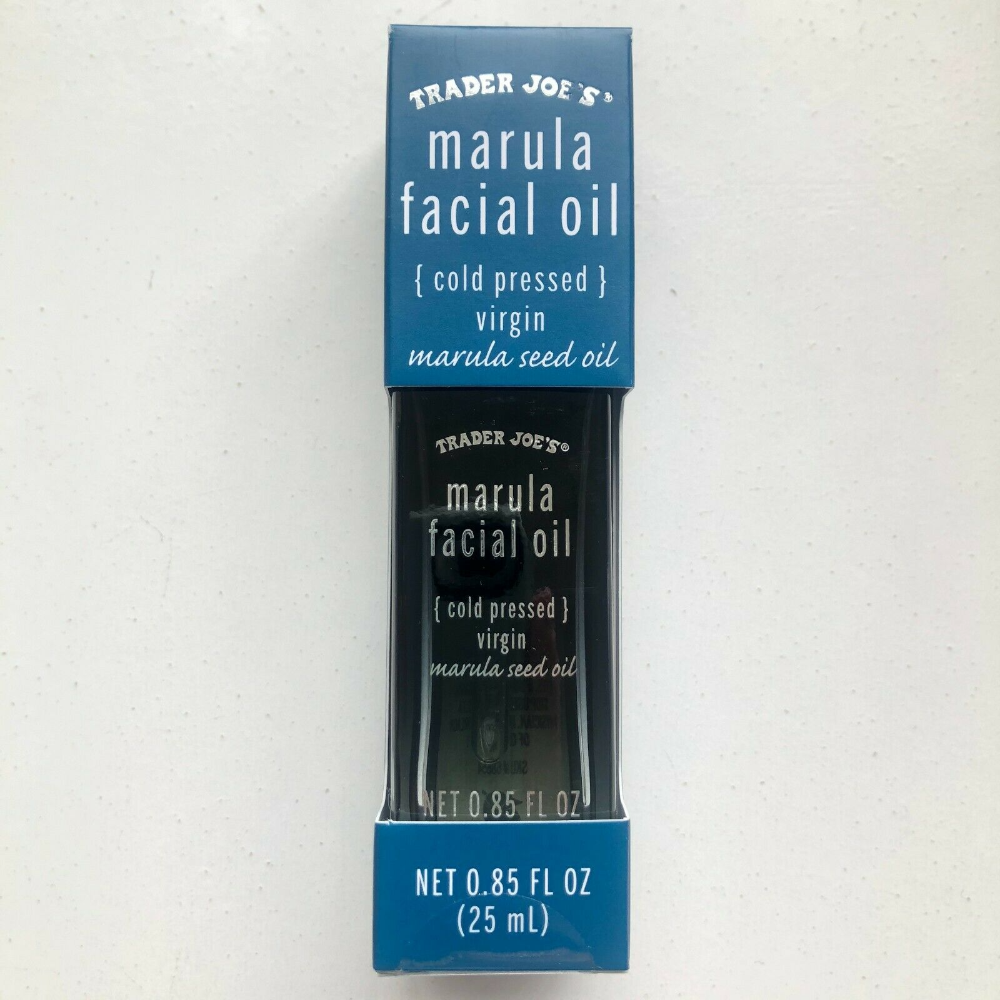 TRADER JOE'S®
marula
facial oil
{ cold pressed }
virgin
marula seed oil
TRADER JOE'S®
marula
facial oil
{ cold pressed }
virgin
marula seed oil
NET 0.85 FL OZ
NET 0.85 FL OZ
(25 mL)